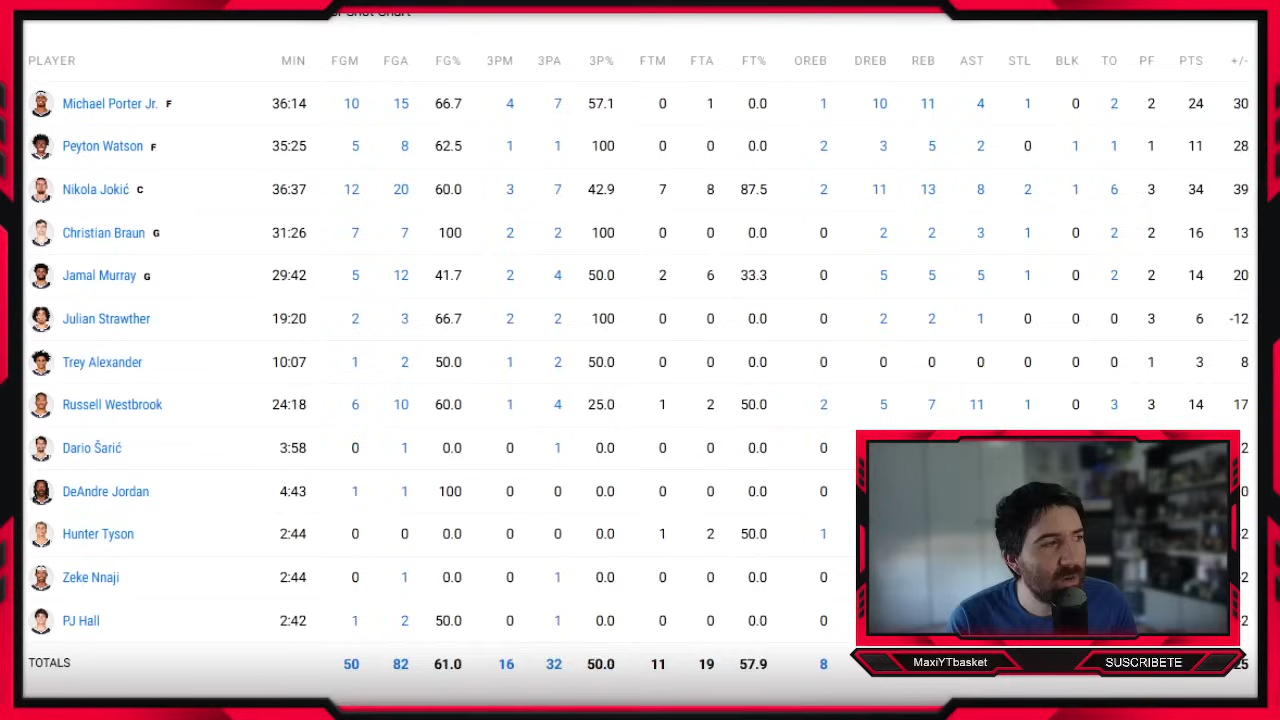 or Shot Chart
PLAYER MIN FGM FGA FG% 3PM 3PA 3P% FTM FTA FT% OREB DREB REB AST STL BLK TO PF PTS +/-
Michael Porter Jr. F 36:14 10 15 66.7 4 7 57.1 0 1 0.0 1 10 11 4 1 0 2 2 24 30
Peyton Watson F 35:25 5 8 62.5 1 1 100 0 0 0.0 2 3 5 2 0 1 1 1 11 28
Nikola Jokić C 36:37 12 20 60.0 3 7 42.9 7 8 87.5 2 11 13 8 2 1 6 3 34 39
Christian Braun G 31:26 7 7 100 2 2 100 0 0 0.0 0 2 2 3 1 0 2 2 16 13
Jamal Murray G 29:42 5 12 41.7 2 4 50.0 2 6 33.3 0 5 5 5 1 0 2 2 14 20
Julian Strawther 19:20 2 3 66.7 2 2 100 0 0 0.0 0 2 2 1 0 0 0 3 6 -12
Trey Alexander 10:07 1 2 50.0 1 2 50.0 0 0 0.0 0 0 0 0 0 0 0 1 3 8
Russell Westbrook 24:18 6 10 60.0 1 4 25.0 1 2 50.0 2 5 7 11 1 0 3 3 14 17
Dario Šarić 3:58 0 1 0.0 0 1 0.0 0 0 0.0 0 2
DeAndre Jordan 4:43 1 1 100 0 0 0.0 0 0 0.0 0 0
Hunter Tyson 2:44 0 0 0.0 0 0 0.0 1 2 50.0 1 2
Zeke Nnaji 2:44 0 1 0.0 0 1 0.0 0 0 0.0 0 2
PJ Hall 2:42 1 2 50.0 0 1 0.0 0 0 0.0 0 2
TOTALS 50 82 61.0 16 32 50.0 11 19 57.9 8 25
MaxiYTbasket SUSCRIBETE